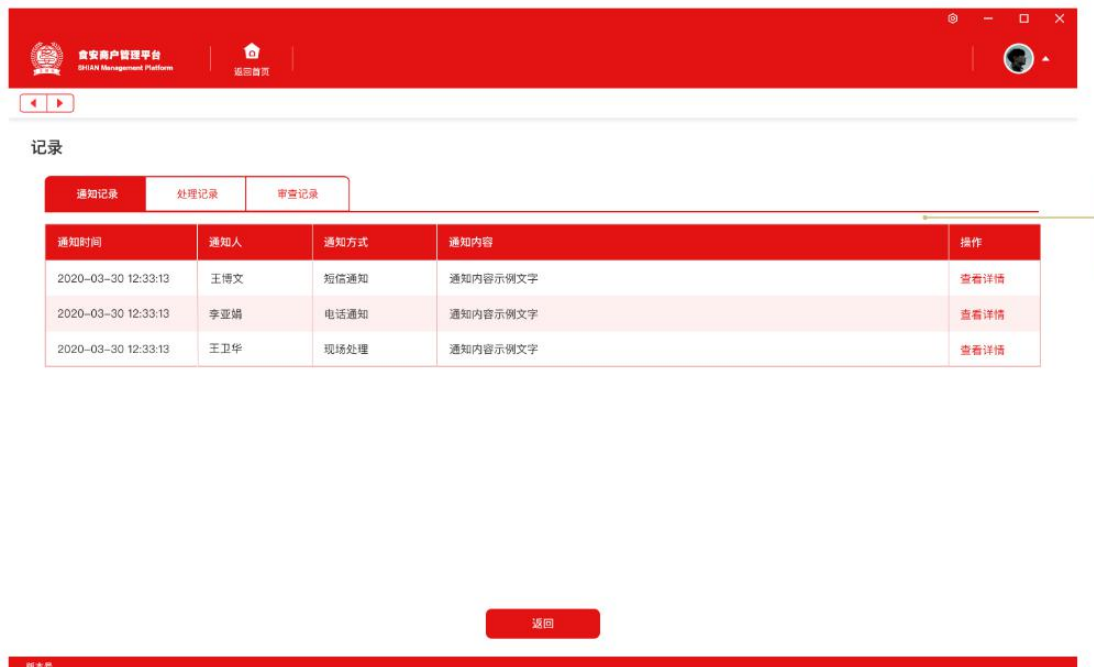 食安商户管理平台
SHIAN Management Platform
返回首页
记录
通知记录 处理记录 审查记录
通知时间 通知人 通知方式 通知内容 操作
2020-03-30 12:33:13 王博文 短信通知 通知内容示例文字 查看详情
2020-03-30 12:33:13 李亚娟 电话通知 通知内容示例文字 查看详情
2020-03-30 12:33:13 王卫华 现场处理 通知内容示例文字 查看详情
返回